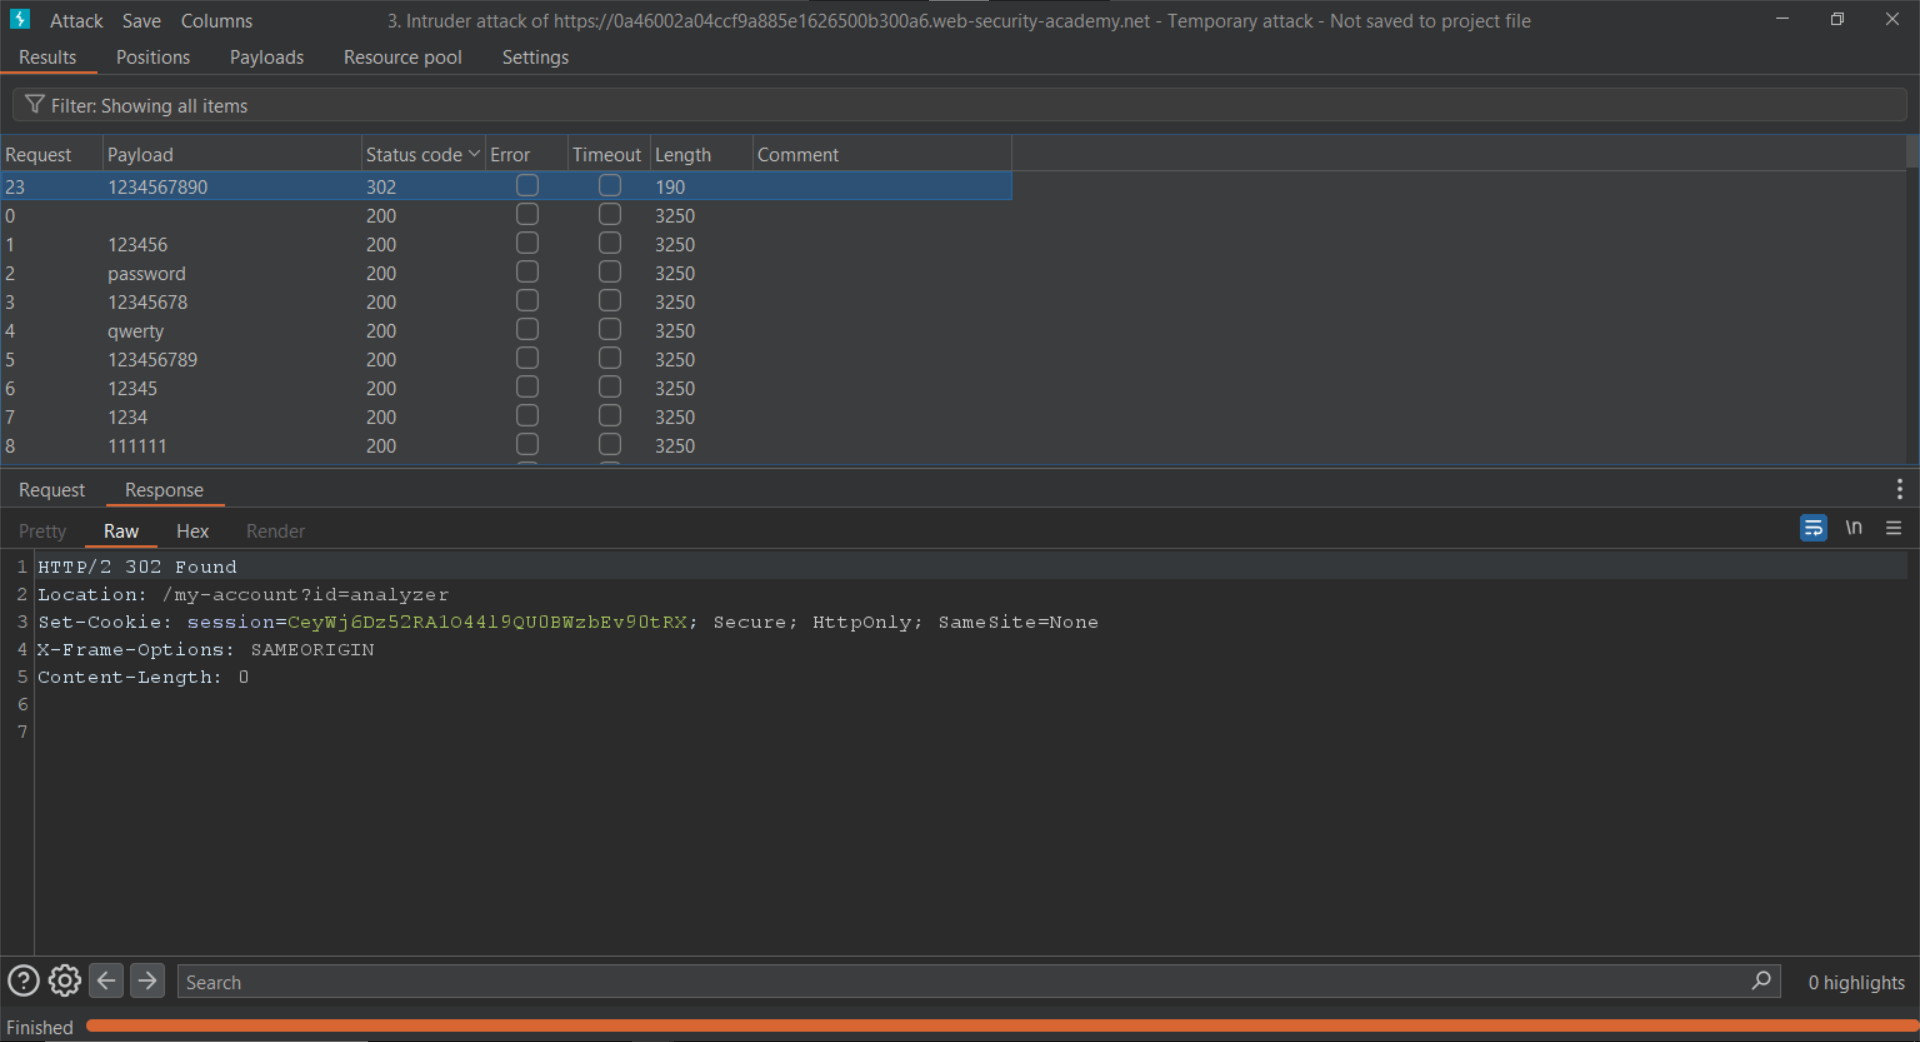 Attack Save Columns 3. Intruder attack of https://0a46002a04ccf9a885e1626500b300a6.web-security-academy.net - Temporary attack - Not saved to project file
Results Positions Payloads Resource pool Settings
Filter: Showing all items
Request Payload Status code Error Timeout Length Comment
23 1234567890 302 190
0 200 3250
1 123456 200 3250
2 password 200 3250
3 12345678 200 3250
4 qwerty 200 3250
5 123456789 200 3250
6 12345 200 3250
7 1234 200 3250
8 111111 200 3250
Request Response
Pretty Raw Hex Render \n
1 HTTP/2 302 Found
2 Location: /my-account?id=analyzer
3 Set-Cookie: session=CeyWj6Dz52RA1O44l9QU0BWzbEv90tRX; Secure; HttpOnly; SameSite=None
4 X-Frame-Options: SAMEORIGIN
5 Content-Length: 0
6
7
Search 0 highlights
Finished